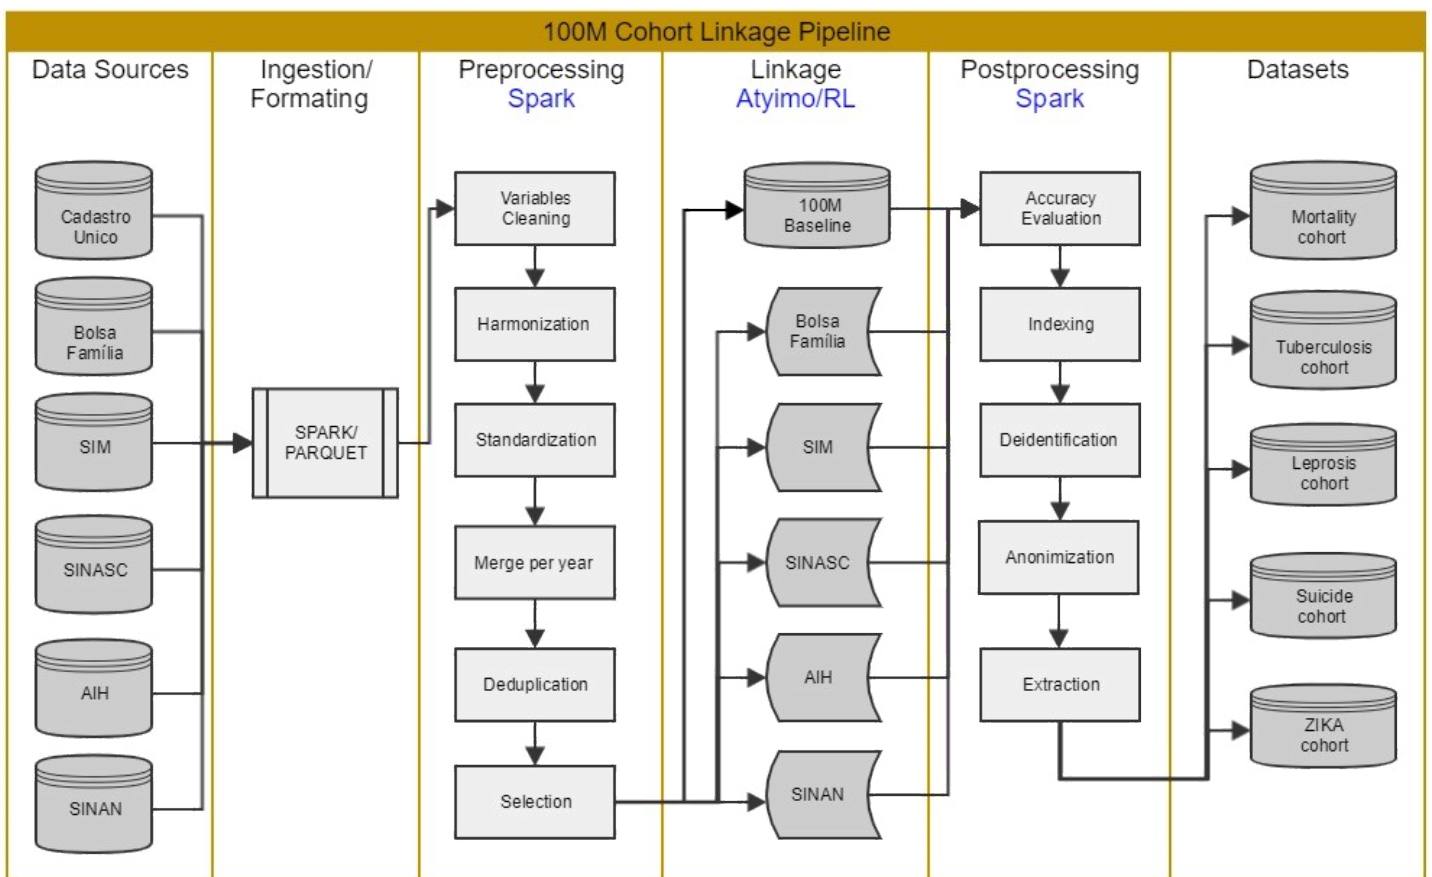 100M Cohort Linkage Pipeline
Data Sources
Cadastro
Unico
Bolsa
Família
SIM
SINASC
AIH
SINAN
Ingestion/
Formating
SPARK/
PARQUET
Preprocessing
Spark
Variables
Cleaning
Harmonization
Standardization
Merge per year
Deduplication
Selection
Linkage
Atyimo/RL
100M
Baseline
Bolsa
Família
SIM
SINASC
AIH
SINAN
Postprocessing
Spark
Accuracy
Evaluation
Indexing
Deidentification
Anonimization
Extraction
Datasets
Mortality
cohort
Tuberculosis
cohort
Leprosis
cohort
Suicide
cohort
ZIKA
cohort